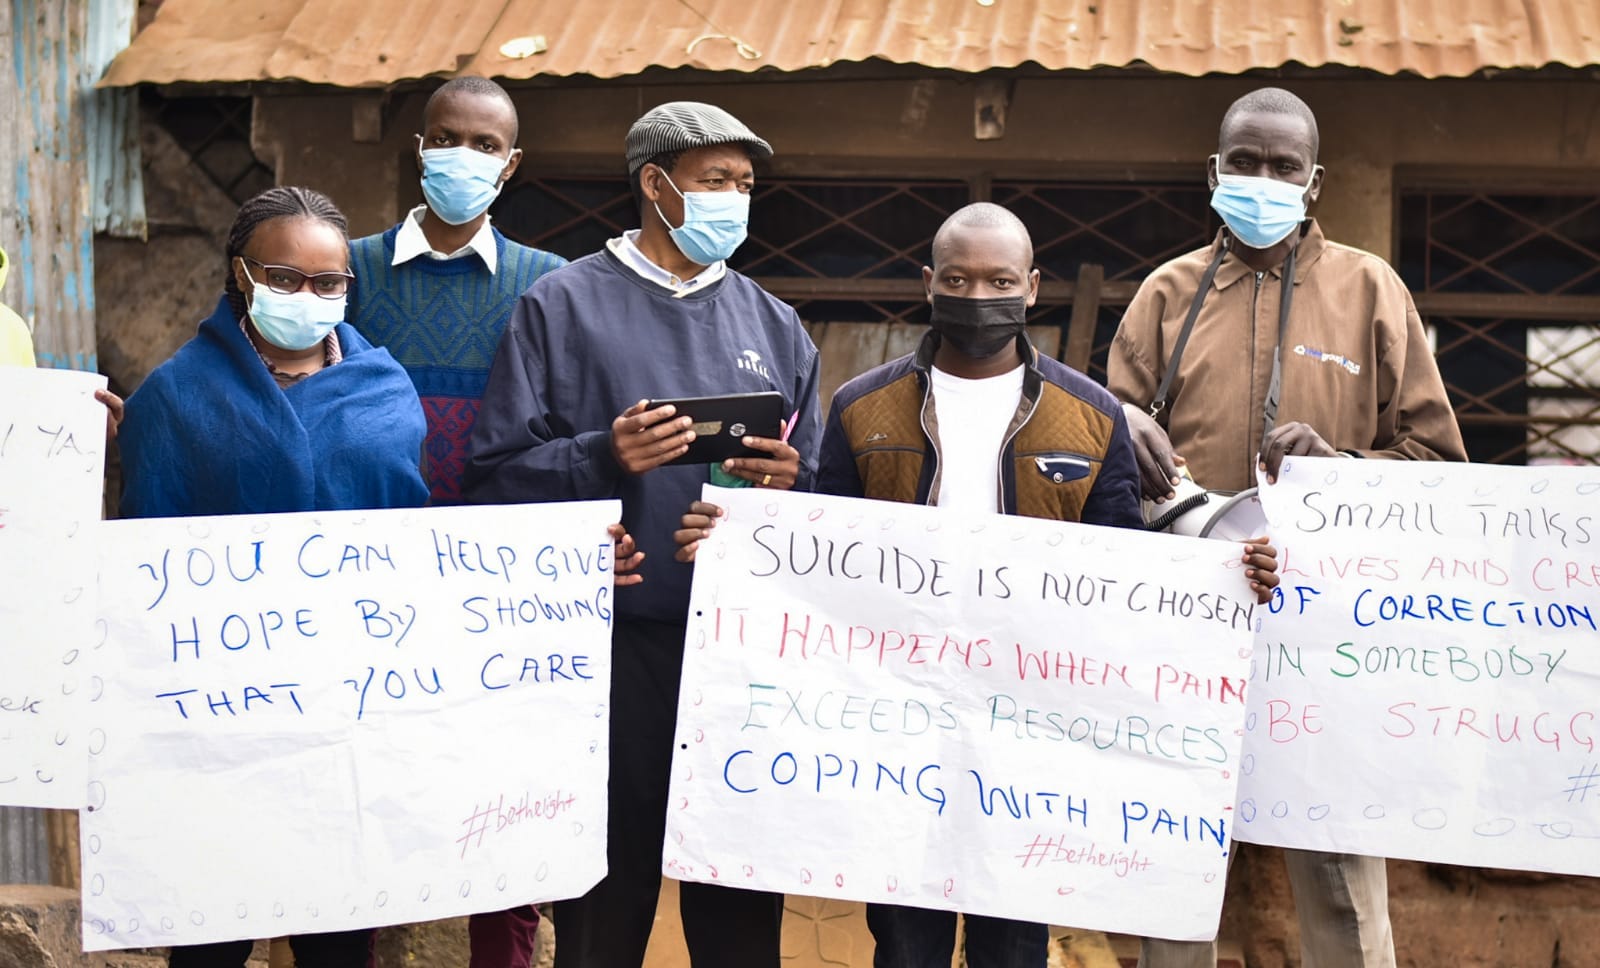 YA
YOU CAN HELP GIVE
HOPE BY SHOWING
THAT YOU CARE
#bethelight
SUICIDE IS NOT CHOSEN
IT HAPPENS WHEN PAIN
EXCEEDS RESOURCES
COPING WITH PAIN.
#bethelight
SMALL TALKS
LIVES AND CRE
OF CORRECTION
IN SOMEBODY
BE STRUGG
#